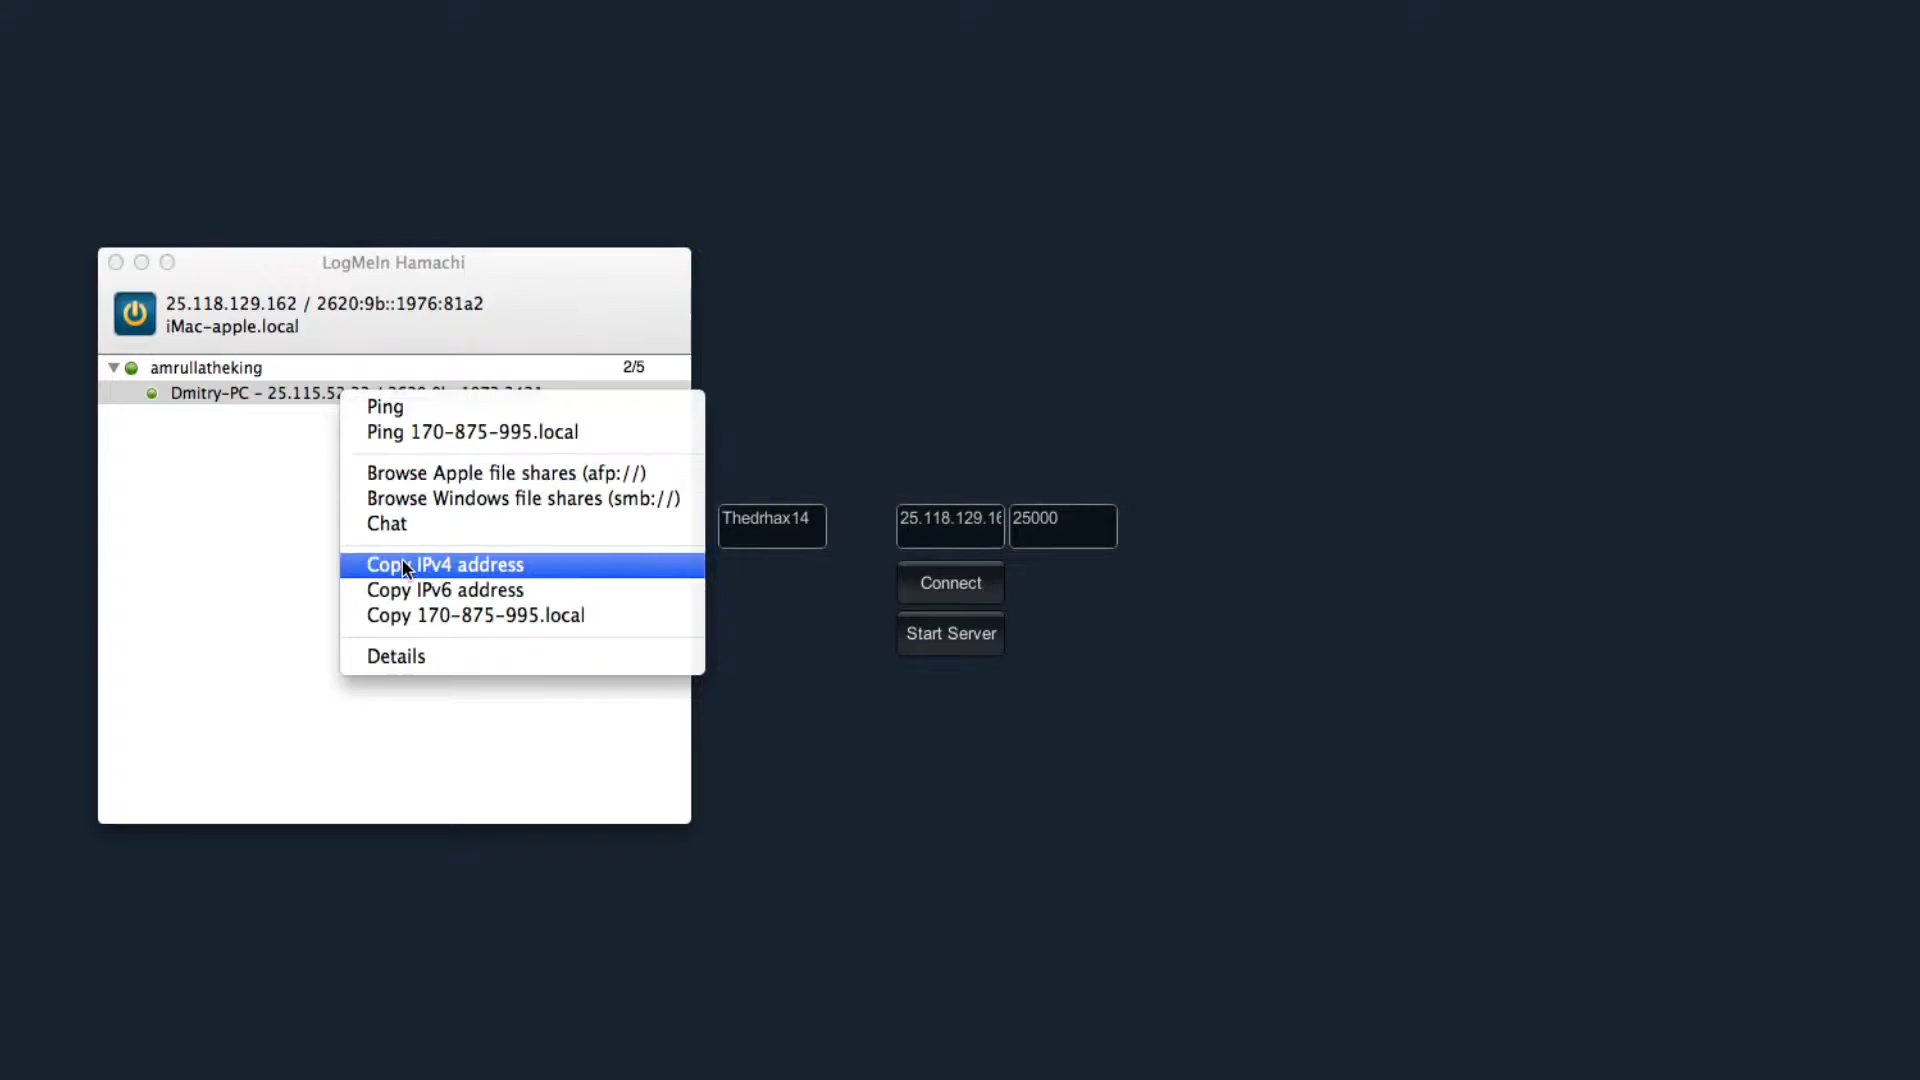 LogMeIn Hamachi
25.118.129.162 / 2620:9b::1976:81a2
iMac-apple.local
amrullatheking 2/5
Dmitry-PC - 25.115.52
Ping
Ping 170-875-995.local
Browse Apple file shares (afp://)
Browse Windows file shares (smb://)
Chat
Copy IPv4 address
Copy IPv6 address
Copy 170-875-995.local
Details
Thedrhax14
25.118.129.16
25000
Connect
Start Server